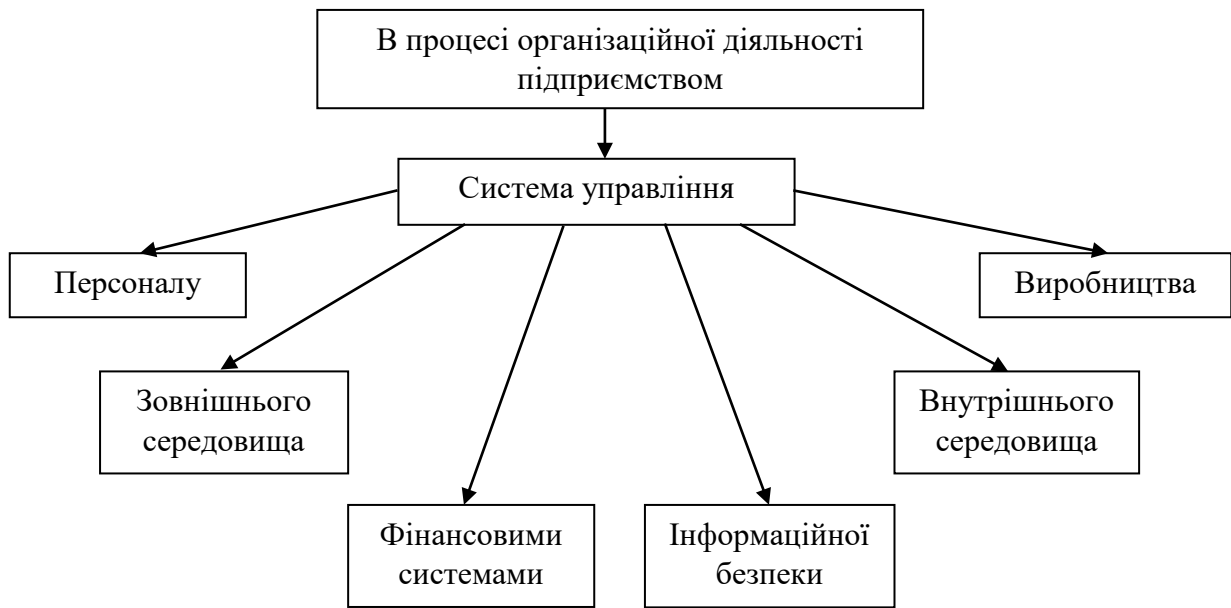 В процесі організаційної діяльності
підприємством
Система управління
Персоналу
Виробництва
Зовнішнього
середовища
Внутрішнього
середовища
Фінансовими
системами
Інформаційної
безпеки